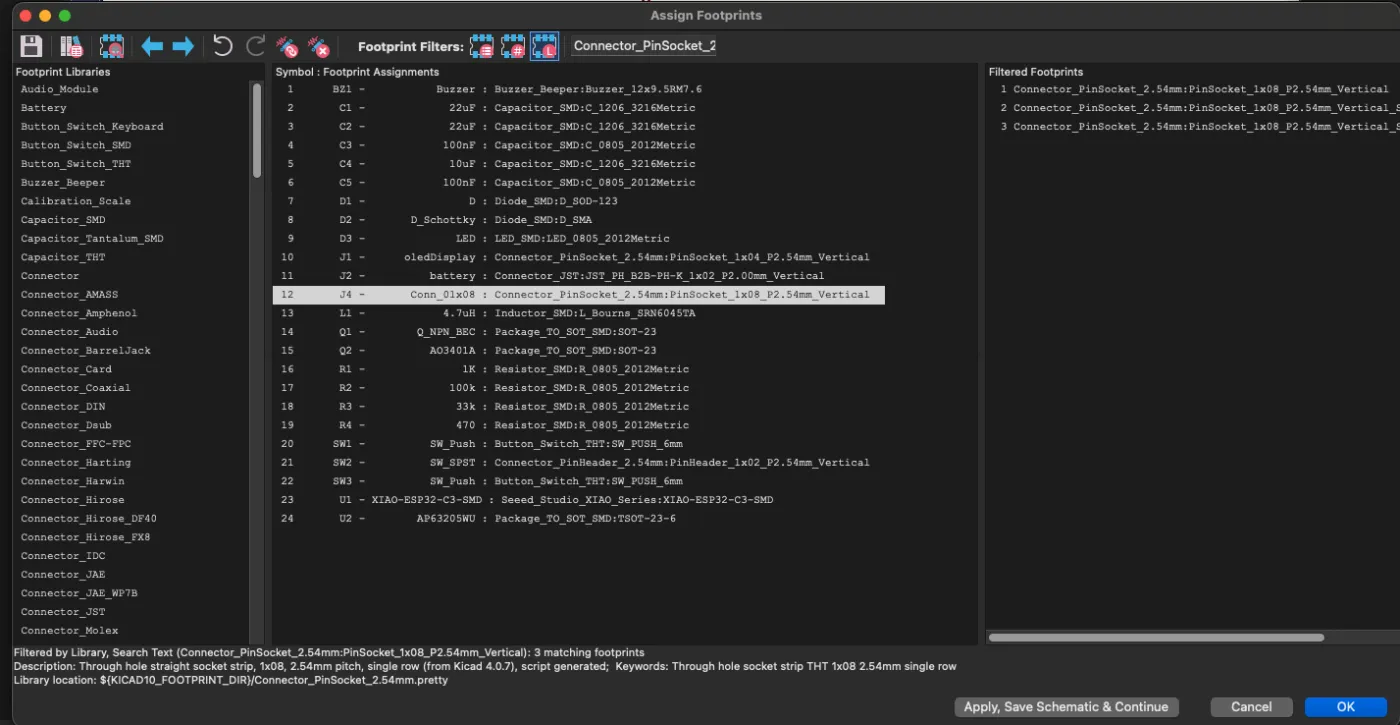 Assign Footprints
Footprint Filters:
Connector_PinSocket_2
Footprint Libraries
Audio_Module
Battery
Button_Switch_Keyboard
Button_Switch_SMD
Button_Switch_THT
Buzzer_Beeper
Calibration_Scale
Capacitor_SMD
Capacitor_Tantalum_SMD
Capacitor_THT
Connector
Connector_AMASS
Connector_Amphenol
Connector_Audio
Connector_BarrelJack
Connector_Card
Connector_Coaxial
Connector_DIN
Connector_Dsub
Connector_FFC-FPC
Connector_Harting
Connector_Harwin
Connector_Hirose
Connector_Hirose_DF40
Connector_Hirose_FX8
Connector_IDC
Connector_JAE
Connector_JAE_WP7B
Connector_JST
Connector_Molex
Symbol : Footprint Assignments
1 BZ1 - Buzzer : Buzzer_Beeper:Buzzer_12x9.5RM7.6
2 C1 - 22uF : Capacitor_SMD:C_1206_3216Metric
3 C2 - 22uF : Capacitor_SMD:C_1206_3216Metric
4 C3 - 100nF : Capacitor_SMD:C_0805_2012Metric
5 C4 - 10uF : Capacitor_SMD:C_1206_3216Metric
6 C5 - 100nF : Capacitor_SMD:C_0805_2012Metric
7 D1 - D : Diode_SMD:D_SOD-123
8 D2 - D_Schottky : Diode_SMD:D_SMA
9 D3 - LED : LED_SMD:LED_0805_2012Metric
10 J1 - oledDisplay : Connector_PinSocket_2.54mm:PinSocket_1x04_P2.54mm_Vertical
11 J2 - battery : Connector_JST:JST_PH_B2B-PH-K_1x02_P2.00mm_Vertical
12 J4 - Conn_01x08 : Connector_PinSocket_2.54mm:PinSocket_1x08_P2.54mm_Vertical
13 L1 - 4.7uH : Inductor_SMD:L_Bourns_SRN6045TA
14 Q1 - Q_NPN_BEC : Package_TO_SOT_SMD:SOT-23
15 Q2 - AO3401A : Package_TO_SOT_SMD:SOT-23
16 R1 - 1K : Resistor_SMD:R_0805_2012Metric
17 R2 - 100k : Resistor_SMD:R_0805_2012Metric
18 R3 - 33k : Resistor_SMD:R_0805_2012Metric
19 R4 - 470 : Resistor_SMD:R_0805_2012Metric
20 SW1 - SW_Push : Button_Switch_THT:SW_PUSH_6mm
21 SW2 - SW_SPST : Connector_PinHeader_2.54mm:PinHeader_1x02_P2.54mm_Vertical
22 SW3 - SW_Push : Button_Switch_THT:SW_PUSH_6mm
23 U1 - XIAO-ESP32-C3-SMD : Seeed_Studio_XIAO_Series:XIAO-ESP32-C3-SMD
24 U2 - AP63205WU : Package_TO_SOT_SMD:TSOT-23-6
Filtered Footprints
1 Connector_PinSocket_2.54mm:PinSocket_1x08_P2.54mm_Vertical
2 Connector_PinSocket_2.54mm:PinSocket_1x08_P2.54mm_Vertical_S
3 Connector_PinSocket_2.54mm:PinSocket_1x08_P2.54mm_Vertical_S
Filtered by Library, Search Text (Connector_PinSocket_2.54mm:PinSocket_1x08_P2.54mm_Vertical): 3 matching footprints
Description: Through hole straight socket strip, 1x08, 2.54mm pitch, single row (from Kicad 4.0.7), script generated; Keywords: Through hole socket strip THT 1x08 2.54mm single row
Library location: ${KICAD10_FOOTPRINT_DIR}/Connector_PinSocket_2.54mm.pretty
Apply, Save Schematic & Continue
Cancel
OK